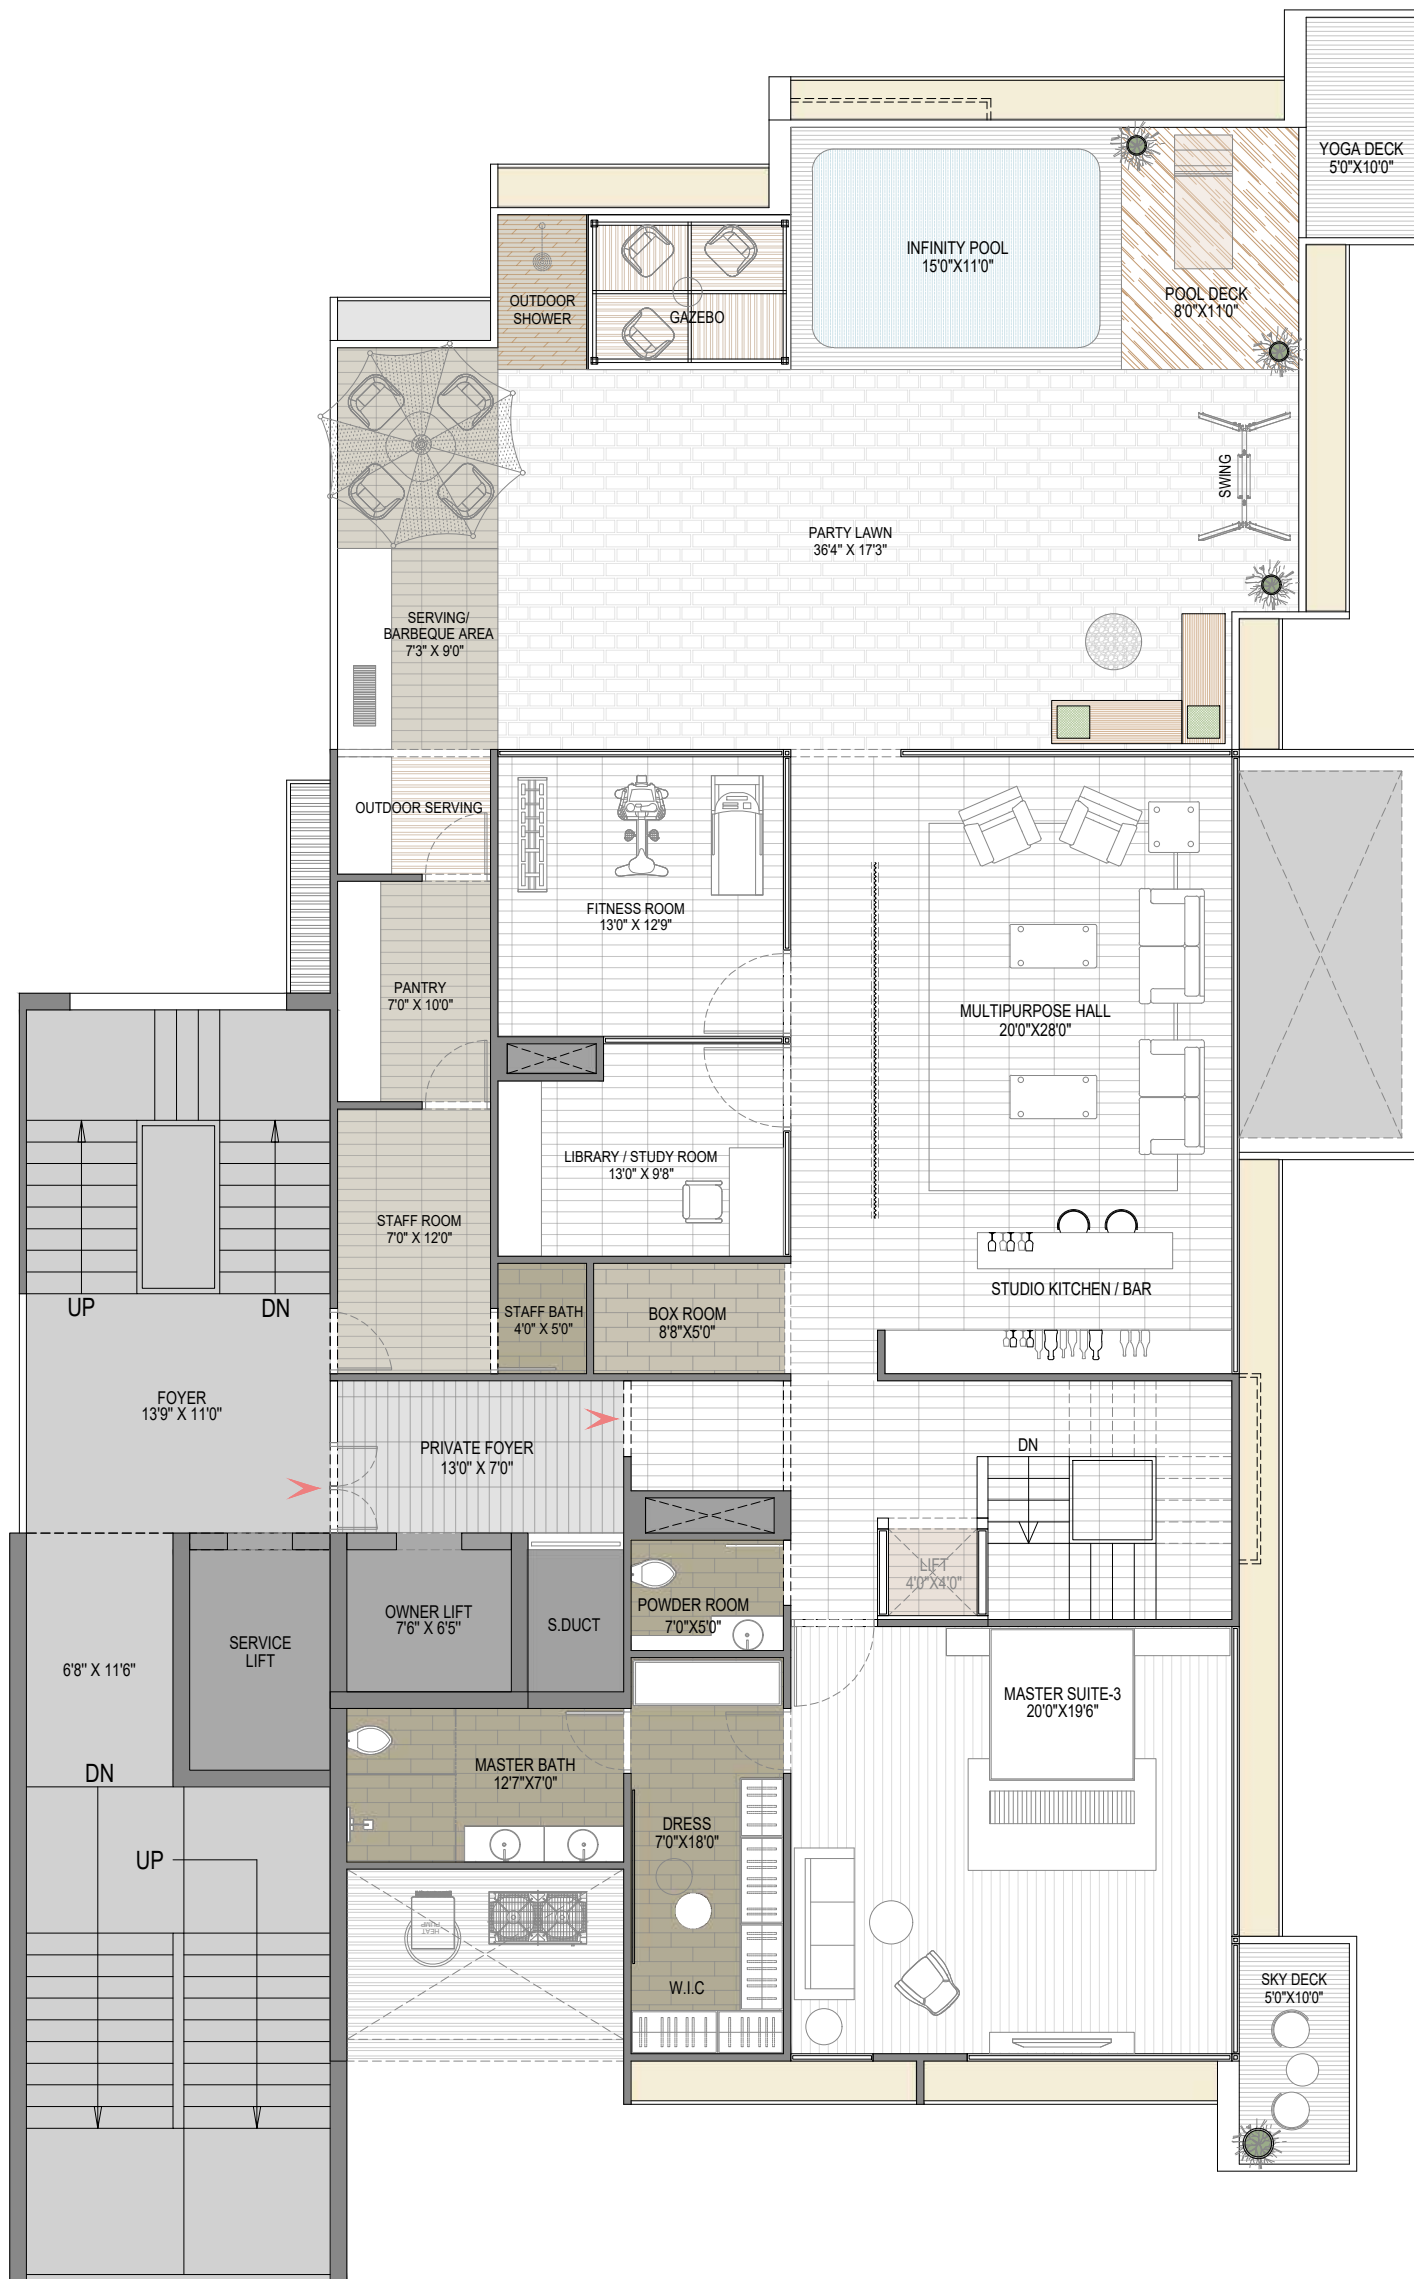 YOGA DECK
5'0"X10'0"
INFINITY POOL
15'0"X11'0"
POOL DECK
8'0"X11'0"
OUTDOOR
SHOWER
GAZEBO
SWING
PARTY LAWN
36'4" X 17'3"
SERVING/
BARBEQUE AREA
7'3" X 9'0"
OUTDOOR SERVING
FITNESS ROOM
13'0" X 12'9"
PANTRY
7'0" X 10'0"
MULTIPURPOSE HALL
20'0"X28'0"
LIBRARY / STUDY ROOM
13'0" X 9'8"
STAFF ROOM
7'0" X 12'0"
UP
DN
STUDIO KITCHEN / BAR
STAFF BATH
4'0" X 5'0"
BOX ROOM
8'8"X5'0"
FOYER
13'9" X 11'0"
PRIVATE FOYER
13'0" X 7'0"
DN
LIFT
4'0"X4'0"
OWNER LIFT
7'6" X 6'5"
S.DUCT
POWDER ROOM
7'0"X5'0"
SERVICE
LIFT
6'8" X 11'6"
MASTER SUITE-3
20'0"X19'6"
DN
MASTER BATH
12'7"X7'0"
DRESS
7'0"X18'0"
UP
HEAT
PUMP
W.I.C
SKY DECK
5'0"X10'0"